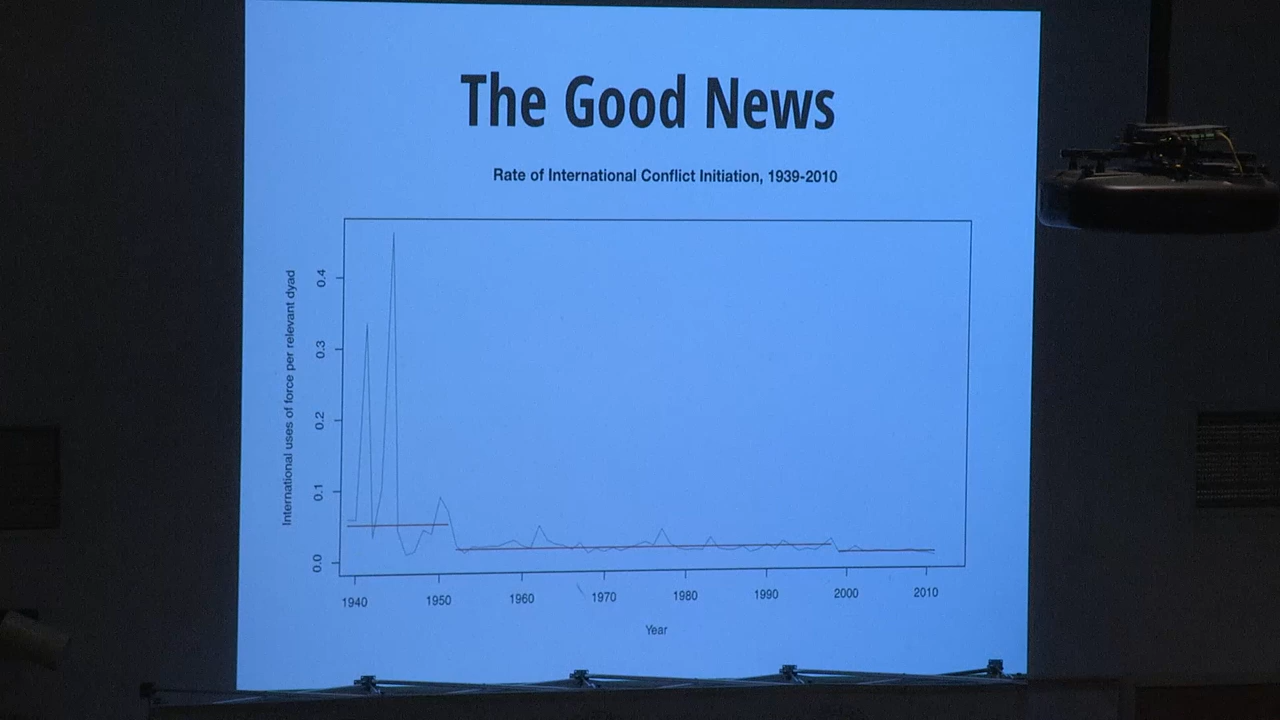 The Good News
Rate of International Conflict Initiation, 1939-2010
International uses of force per relevant dyad
0.4
0.3
0.2
0.1
0.0
1940 1950 1960 1970 1980 1990 2000 2010
Year